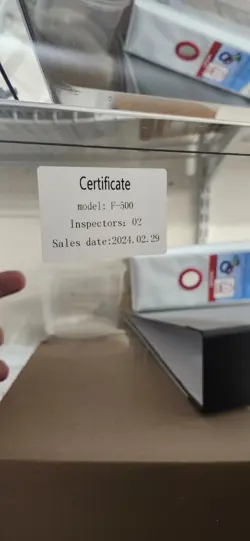 Certificate
model: F-500
Inspectors: 02
Sales date:2024.02.29